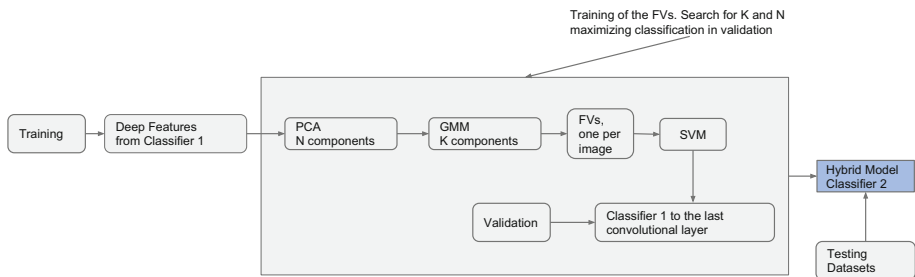 Training of the FVs. Search for K and N
maximizing classification in validation
Training
Deep Features
from Classifier 1
PCA
N components
GMM
K components
FVs,
one per
image
SVM
Hybrid Model
Classifier 2
Validation
Classifier 1 to the last
convolutional layer
Testing
Datasets